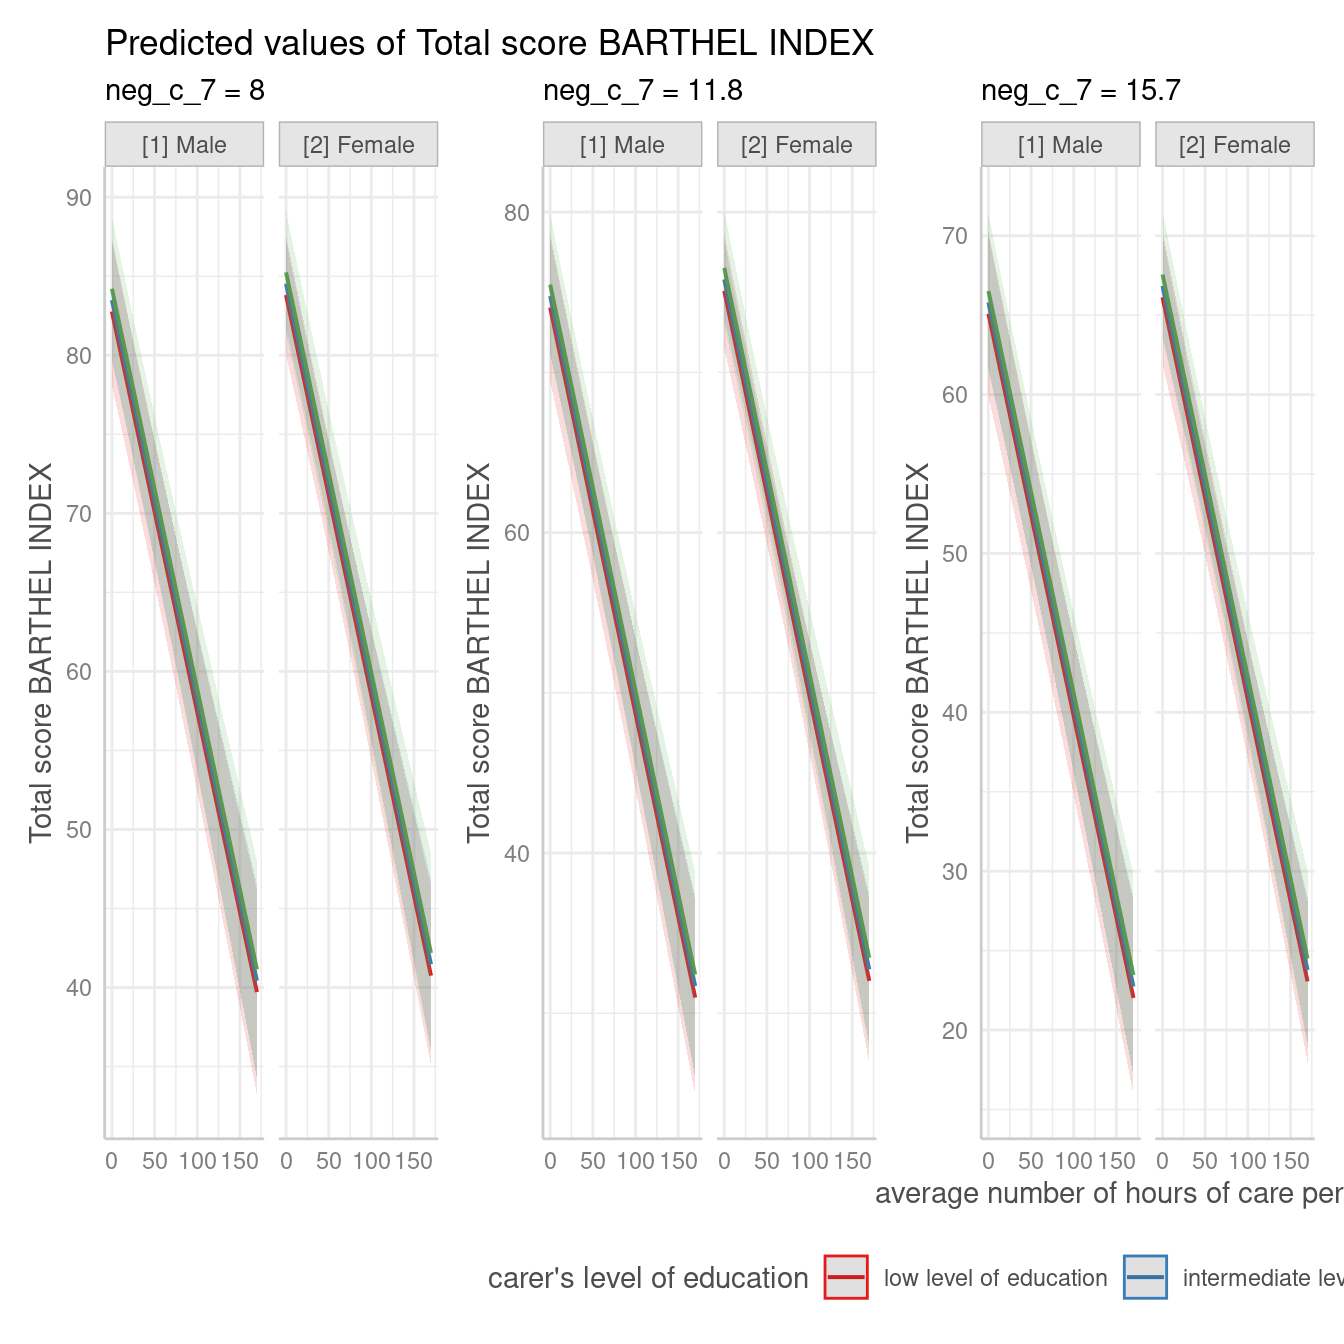 Predicted values of Total score BARTHEL INDEX
neg_c_7 = 8
neg_c_7 = 11.8
neg_c_7 = 15.7
[1] Male
[2] Female
[1] Male
[2] Female
[1] Male
[2] Female
Total score BARTHEL INDEX
90
80
70
60
50
40
Total score BARTHEL INDEX
80
60
40
Total score BARTHEL INDEX
70
60
50
40
30
20
0 50 100 150
0 50 100 150
0 50 100 150
0 50 100 150
0 50 100 150
0 50 100 150
average number of hours of care per
carer's level of education
low level of education
intermediate lev